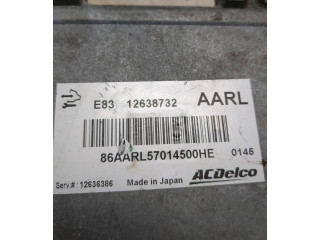 E83 12638732 AARL
86AARL57014500HE 0145
Serv.#: 12636386 Made in Japan ACDelco